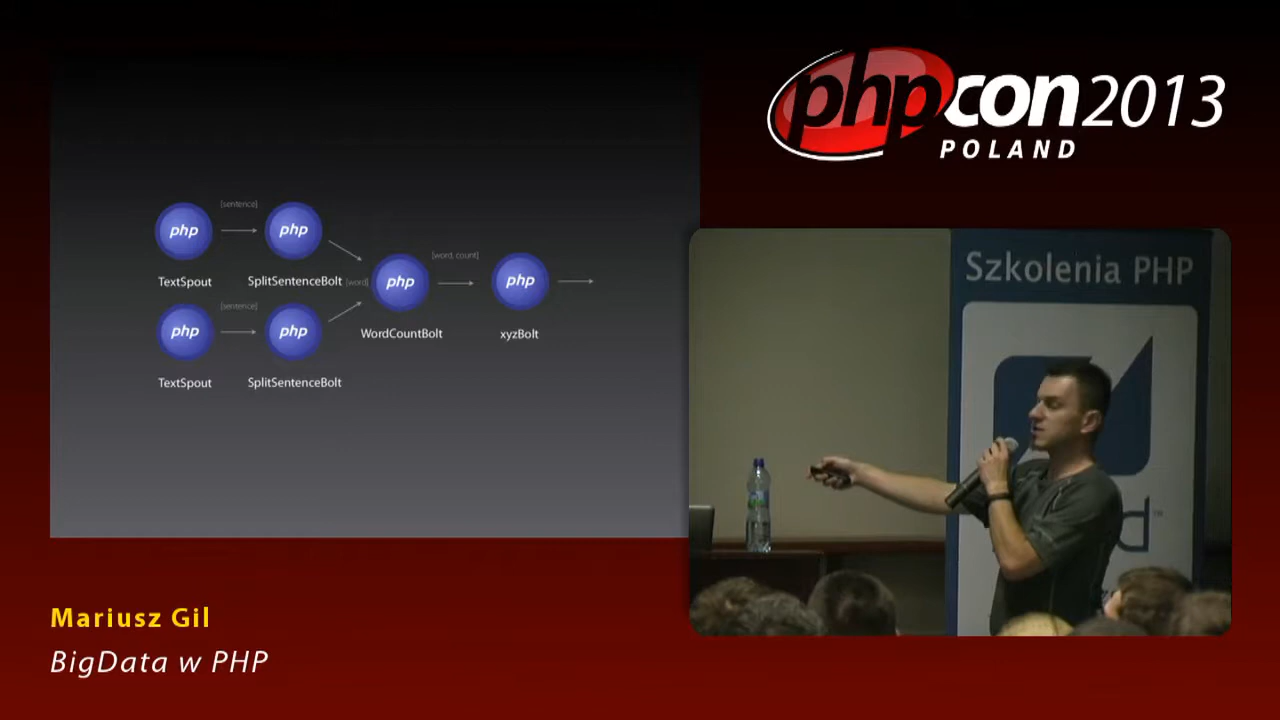 phpcon2013
POLAND
[sentence]
php
php
TextSpout
SplitSentenceBolt
[word]
[sentence]
php
php
TextSpout
SplitSentenceBolt
php
WordCountBolt
[word, count]
php
xyzBolt
Szkolenia PHP
Mariusz Gil
BigData w PHP